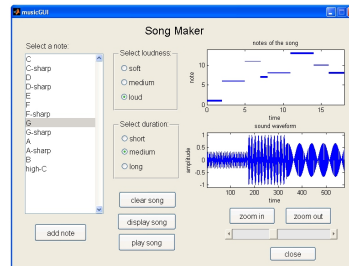 musicGUI
Song Maker
Select a note:
C
C-sharp
D
D-sharp
E
F
F-sharp
G
G-sharp
A
A-sharp
B
high-C
add note
Select loudness:
soft
medium
loud
Select duration:
short
medium
long
clear song
display song
play song
notes of the song
note
10
5
0
0
5
10
15
time
sound waveform
amplitude
1
0.5
0
-0.5
-1
100
200
300
400
500
600
time
zoom in
zoom out
close